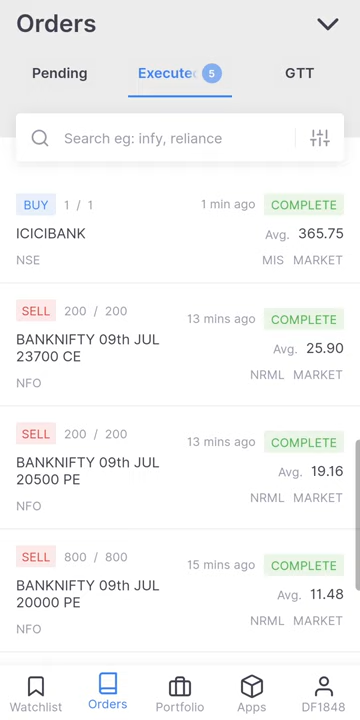 Orders
Pending
Execute
5
GTT
Search eg: infy, reliance
BUY 1 / 1 1 min ago COMPLETE
ICICIBANK Avg. 365.75
NSE MIS MARKET
SELL 200 / 200 13 mins ago COMPLETE
BANKNIFTY 09th JUL
23700 CE
Avg. 25.90
NFO NRML MARKET
SELL 200 / 200 13 mins ago COMPLETE
BANKNIFTY 09th JUL
20500 PE
Avg. 19.16
NFO NRML MARKET
SELL 800 / 800 15 mins ago COMPLETE
BANKNIFTY 09th JUL
20000 PE
Avg. 11.48
NFO NRML MARKET
Watchlist Orders Portfolio Apps DF1848